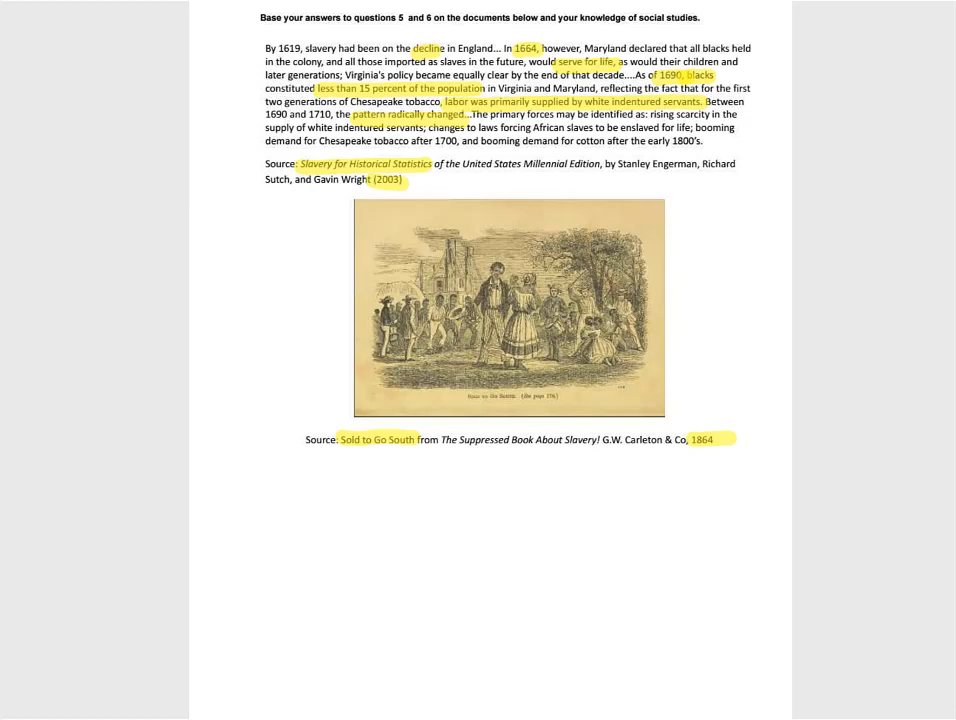 Base your answers to questions 5 and 6 on the documents below and your knowledge of social studies.
By 1619, slavery had been on the decline in England... In 1664, however, Maryland declared that all blacks held
in the colony, and all those imported as slaves in the future, would serve for life, as would their children and
later generations; Virginia's policy became equally clear by the end of that decade....As of 1690, blacks
constituted less than 15 percent of the population in Virginia and Maryland, reflecting the fact that for the first
two generations of Chesapeake tobacco, labor was primarily supplied by white indentured servants. Between
1690 and 1710, the pattern radically changed...The primary forces may be identified as: rising scarcity in the
supply of white indentured servants; changes to laws forcing African slaves to be enslaved for life; booming
demand for Chesapeake tobacco after 1700, and booming demand for cotton after the early 1800's.
Source: Slavery for Historical Statistics of the United States Millennial Edition, by Stanley Engerman, Richard
Sutch, and Gavin Wright (2003)
Sold to Go South. (See page 270.)
Source: Sold to Go South from The Suppressed Book About Slavery! G.W. Carleton & Co, 1864